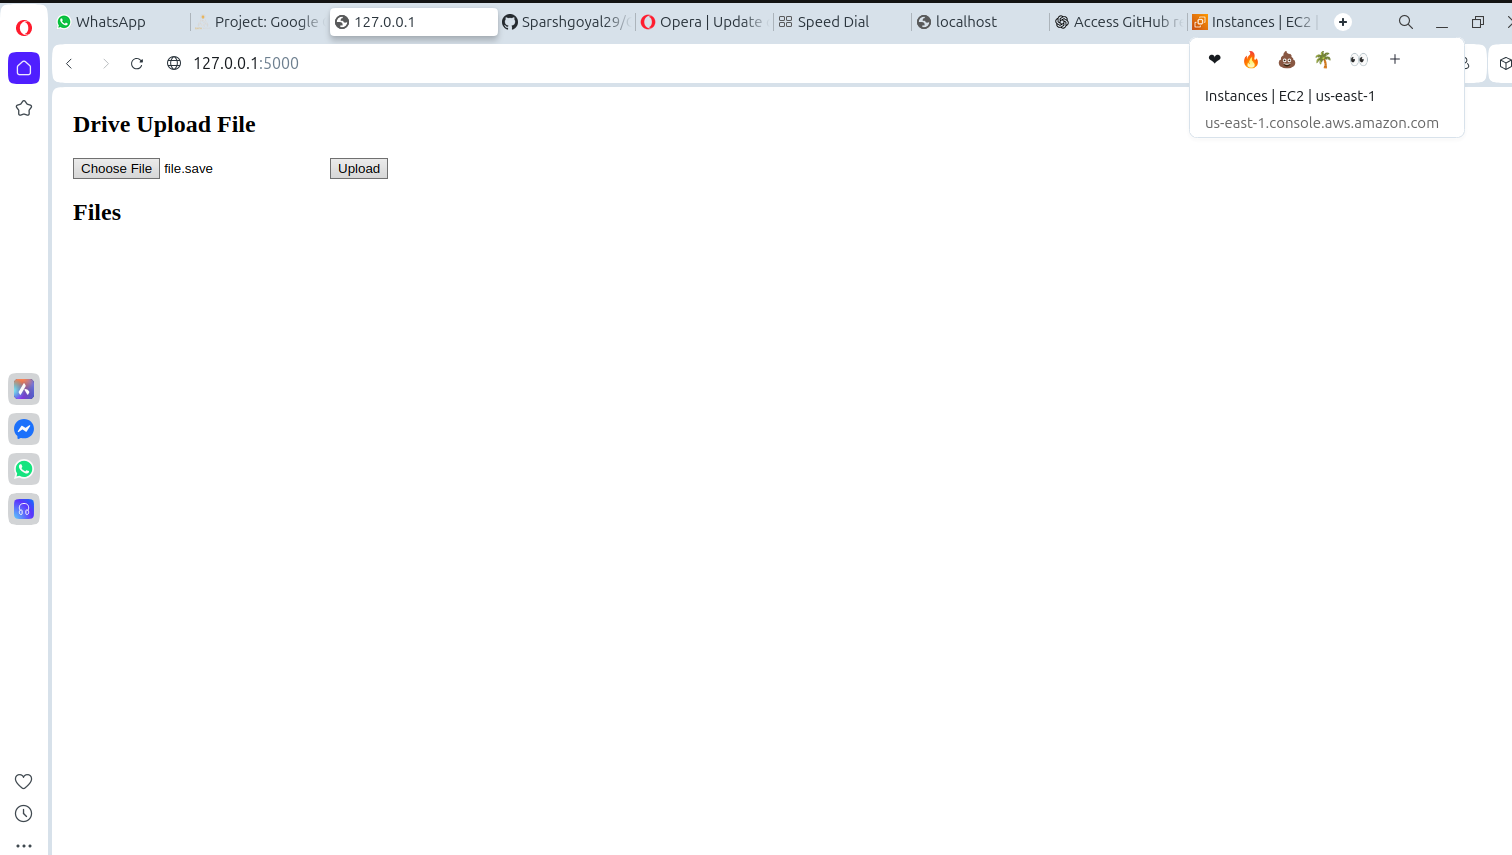 WhatsApp
Project: Google
127.0.0.1
Sparshgoyal29/
Opera | Update
Speed Dial
localhost
Access GitHub
Instances | EC2 |
127.0.0.1:5000
Instances | EC2 | us-east-1
us-east-1.console.aws.amazon.com
Drive Upload File
Choose File file.save Upload
Files